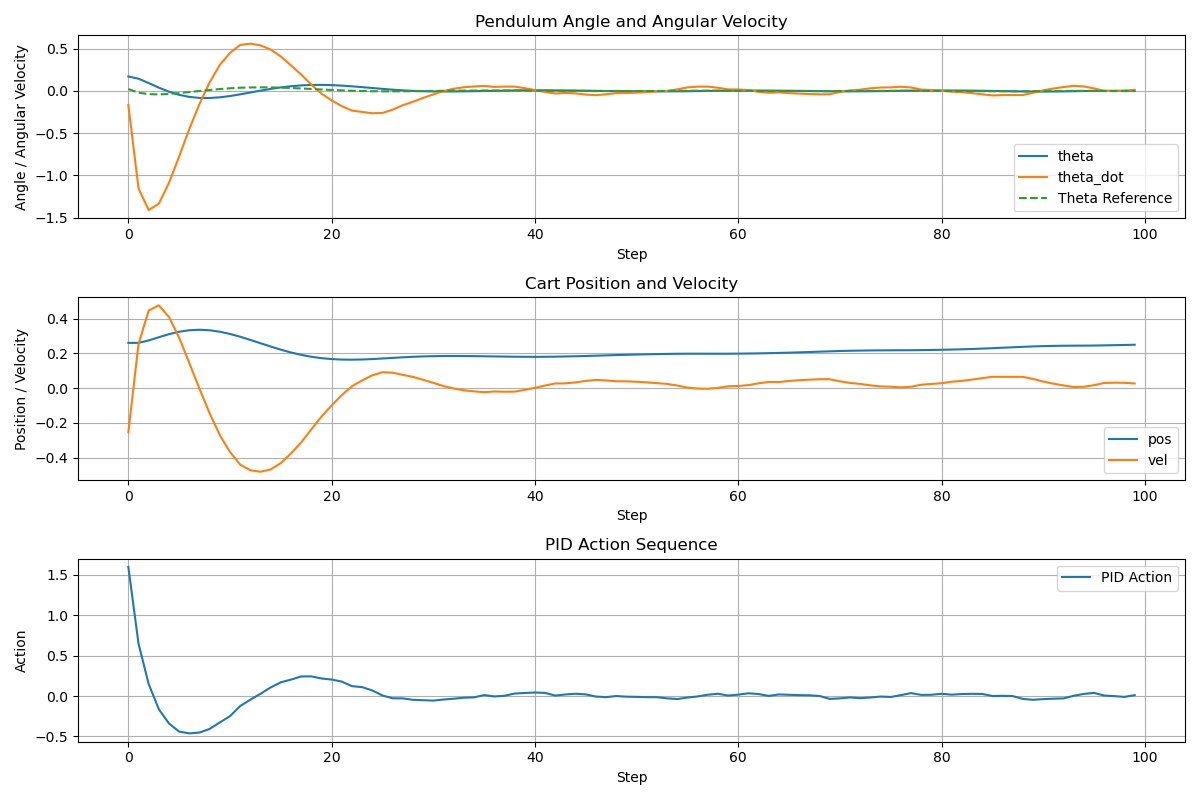 Pendulum Angle and Angular Velocity
Angle / Angular Velocity
0.5
0.0
−0.5
−1.0
−1.5
theta
theta_dot
Theta Reference
0 20 40 60 80 100
Step
Cart Position and Velocity
Position / Velocity
0.4
0.2
0.0
−0.2
−0.4
pos
vel
0 20 40 60 80 100
Step
PID Action Sequence
Action
1.5
1.0
0.5
0.0
−0.5
PID Action
0 20 40 60 80 100
Step